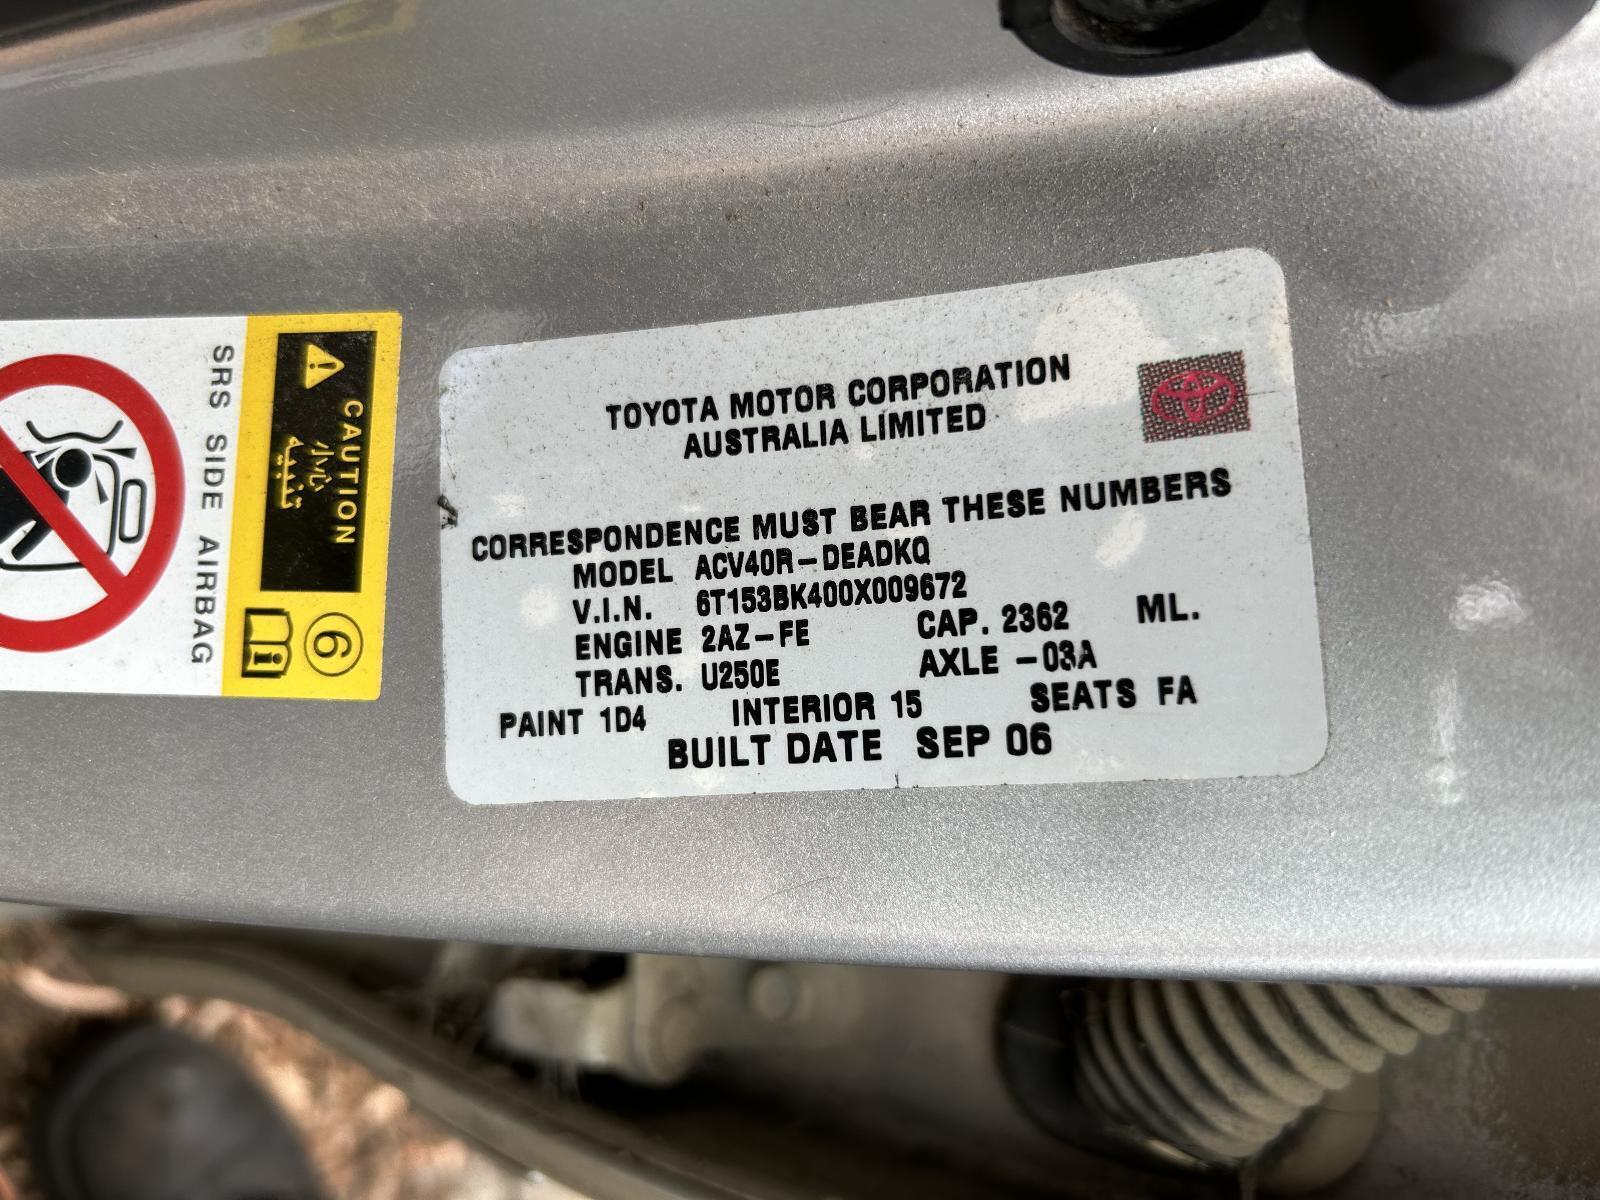 TOYOTA MOTOR CORPORATION
AUSTRALIA LIMITED
CORRESPONDENCE MUST BEAR THESE NUMBERS
MODEL ACV40R-DEADKQ
V.I.N. 6T153BK400X009672
ENGINE 2AZ-FE CAP. 2362 ML.
TRANS. U250E AXLE -03A
PAINT 1D4 INTERIOR 15 SEATS FA
BUILT DATE SEP 06
CAUTION
تنبيه
6
i
SRS SIDE AIRBAG